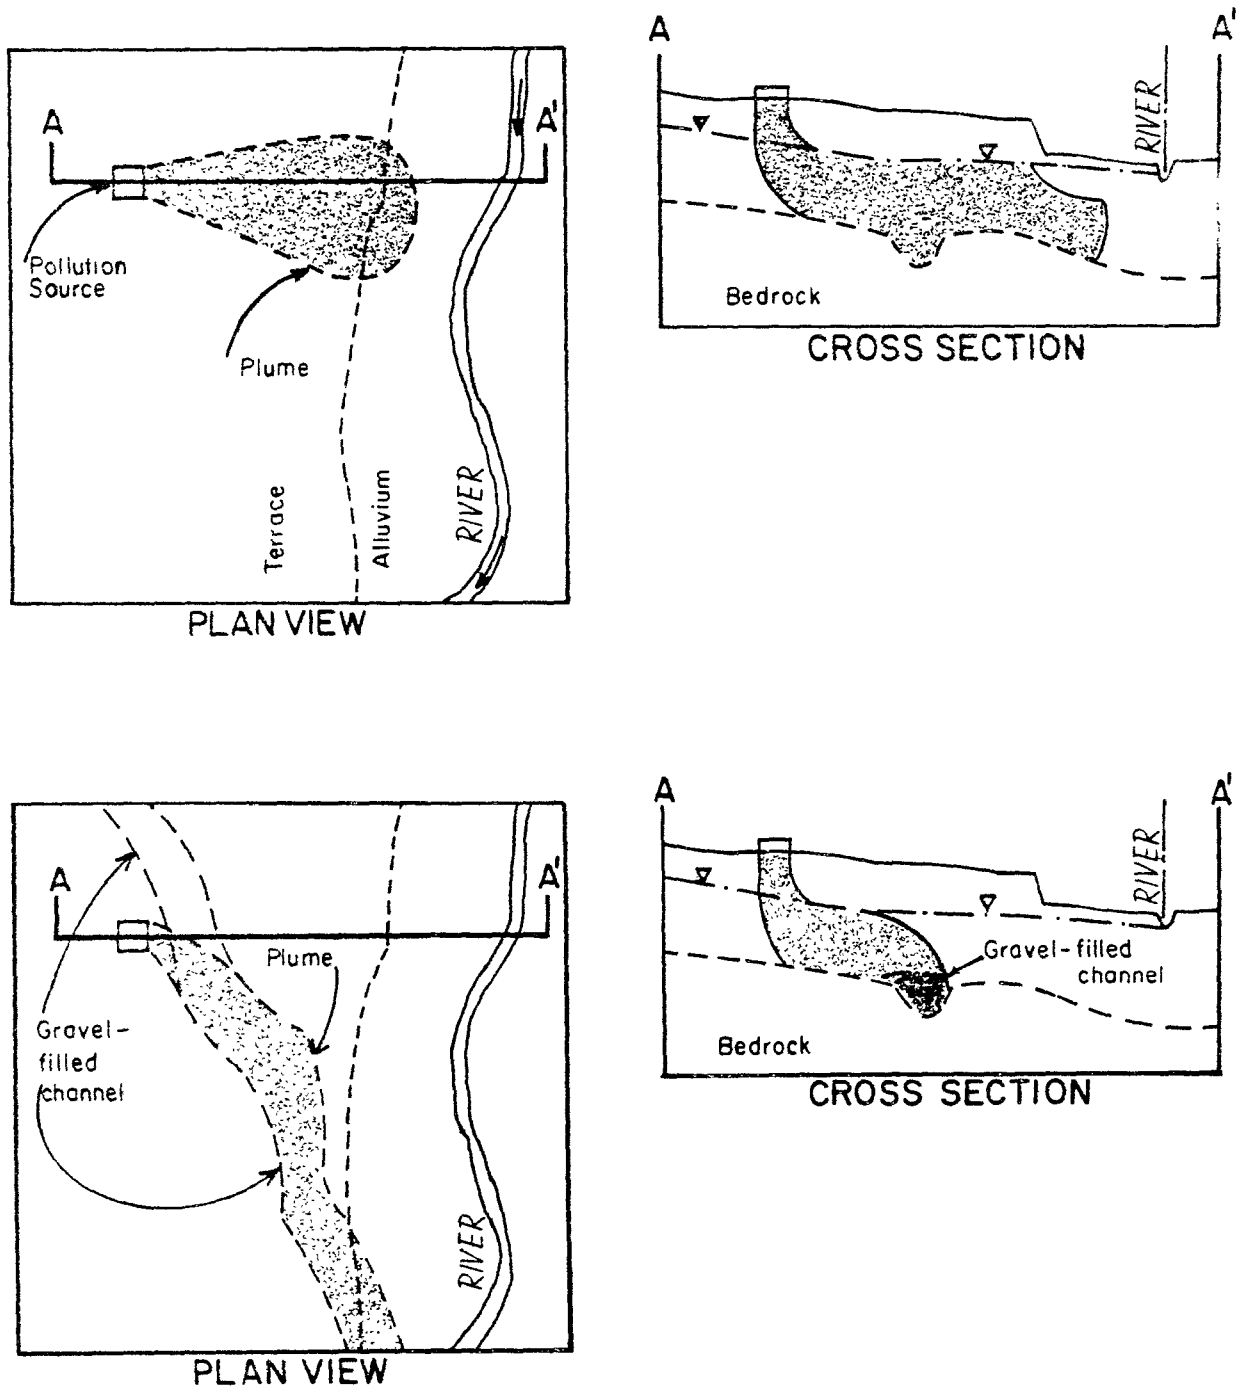 A
A'
Pollution
Source
Plume
Terrace
Alluvium
RIVER
PLAN VIEW
A
A'
RIVER
Bedrock
CROSS SECTION
A
A'
Plume
Gravel-
filled
channel
RIVER
PLAN VIEW
A
A'
RIVER
Gravel-filled
channel
Bedrock
CROSS SECTION